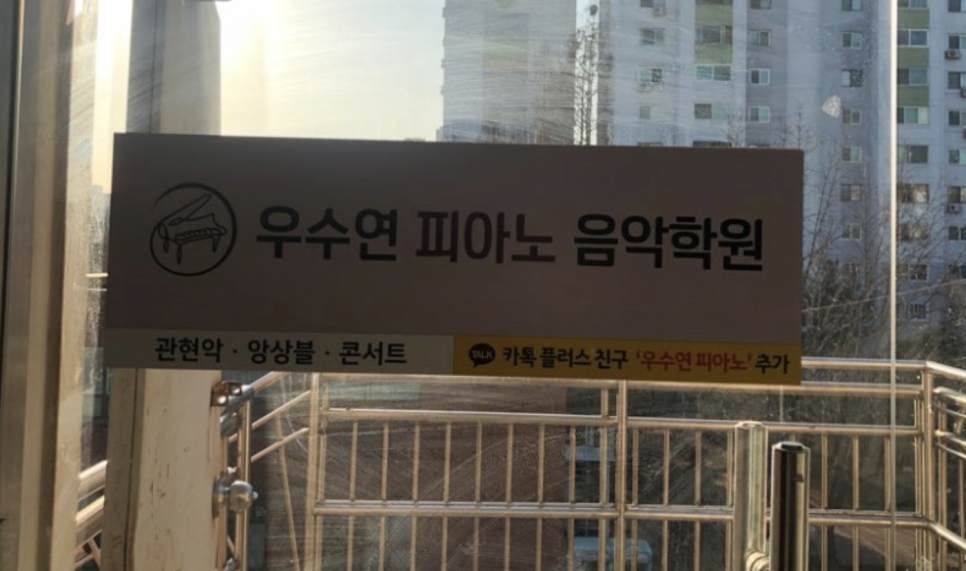 우수연 피아노 음악학원
관현악 · 앙상블 · 콘서트
TALK 카톡 플러스 친구 '우수연 피아노' 추가